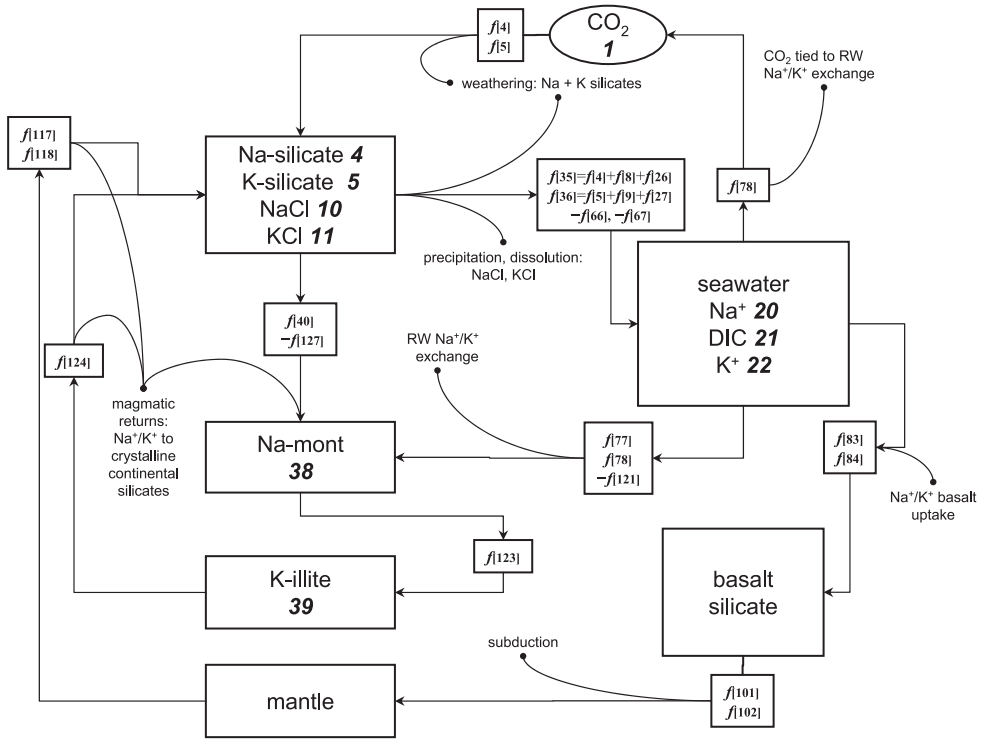 f[4]
f[5]
CO₂
1
CO₂ tied to RW
Na⁺/K⁺ exchange
weathering: Na + K silicates
f[117]
f[118]
Na-silicate 4
K-silicate 5
NaCl 10
KCl 11
f[35]=f[4]+f[8]+f[26]
f[36]=f[5]+f[9]+f[27]
−f[66], −f[67]
f[78]
precipitation, dissolution:
NaCl, KCl
seawater
Na⁺ 20
DIC 21
K⁺ 22
f[40]
−f[127]
RW Na⁺/K⁺
exchange
f[124]
magmatic
returns:
Na⁺/K⁺ to
crystalline
continental
silicates
Na-mont
38
f[77]
f[78]
−f[121]
f[83]
f[84]
Na⁺/K⁺ basalt
uptake
f[123]
K-illite
39
basalt
silicate
subduction
mantle
f[101]
f[102]